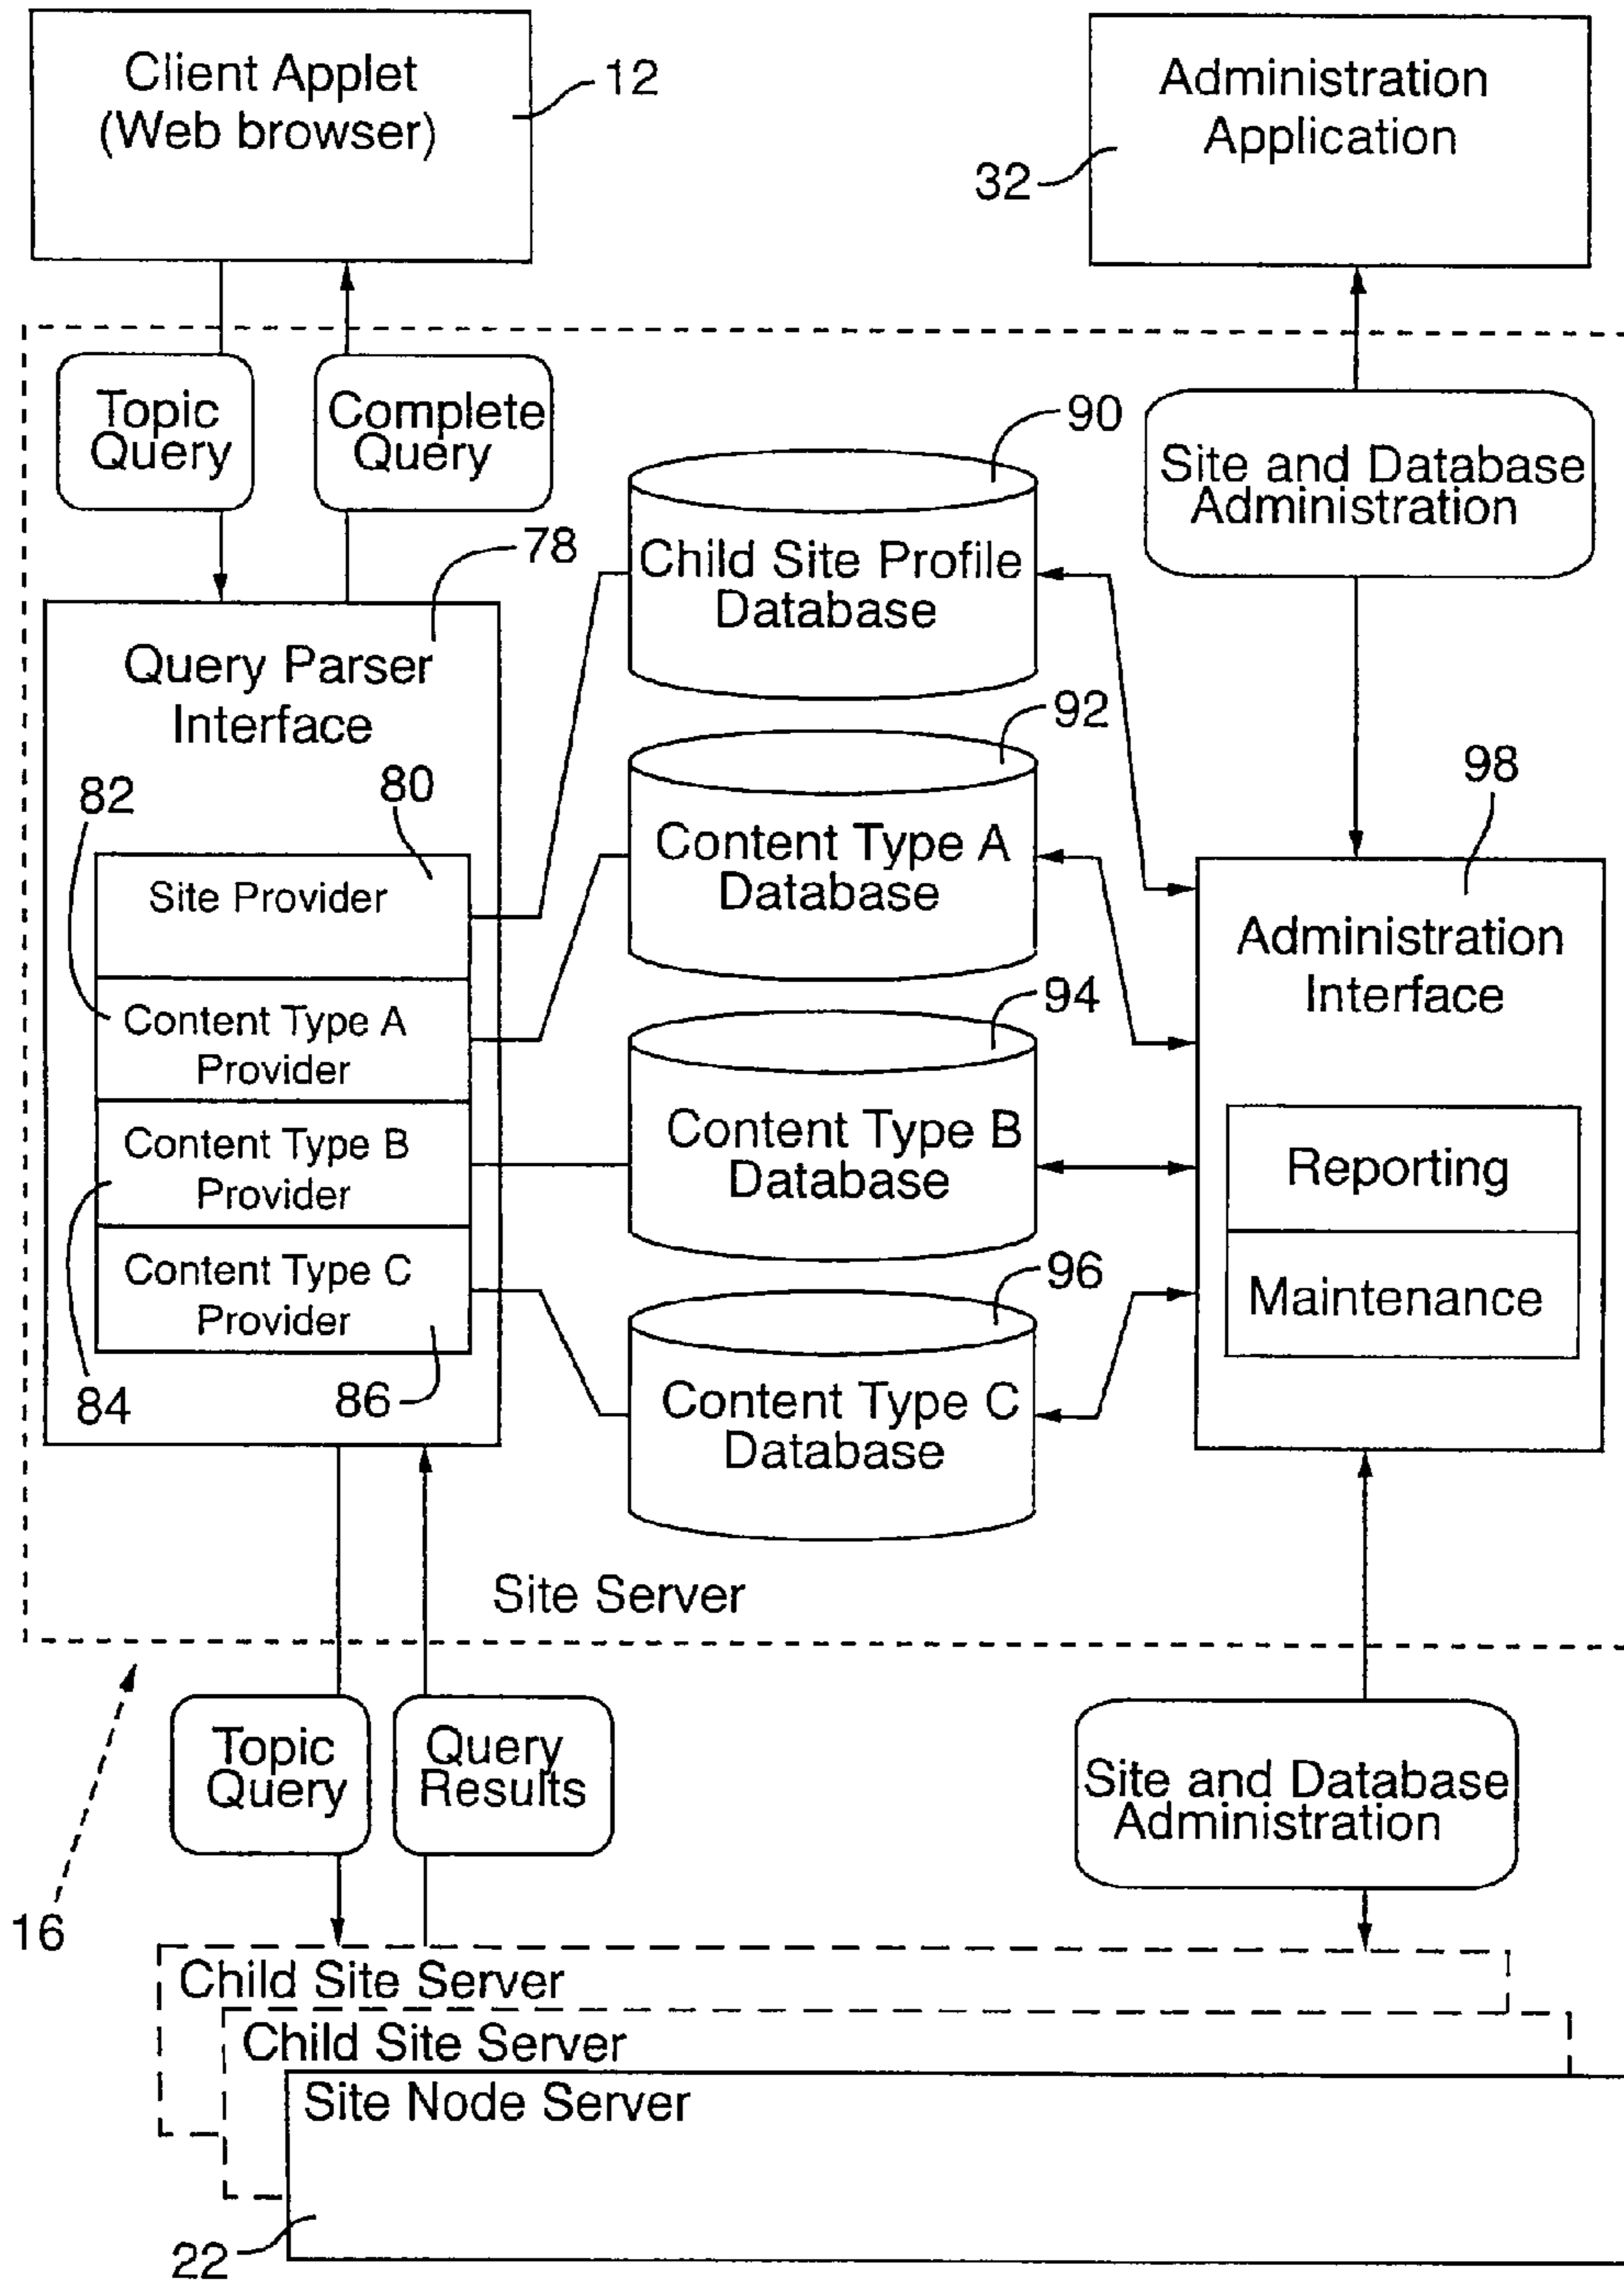 Client Applet
(Web browser)
12
Administration
Application
32
Topic
Query
Complete
Query
Site and Database
Administration
78
Query Parser
Interface
80
82
Site Provider
Content Type A
Provider
Content Type B
Provider
Content Type C
Provider
84
86
90
Child Site Profile
Database
92
Content Type A
Database
94
Content Type B
Database
96
Content Type C
Database
98
Administration
Interface
Reporting
Maintenance
Site Server
16
Topic
Query
Query
Results
Site and Database
Administration
Child Site Server
Child Site Server
Site Node Server
22